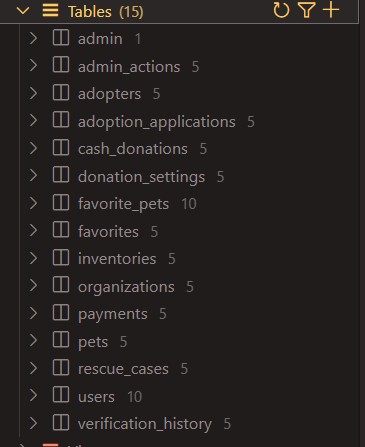 Tables (15)
admin 1
admin_actions 5
adopters 5
adoption_applications 5
cash_donations 5
donation_settings 5
favorite_pets 10
favorites 5
inventories 5
organizations 5
payments 5
pets 5
rescue_cases 5
users 10
verification_history 5